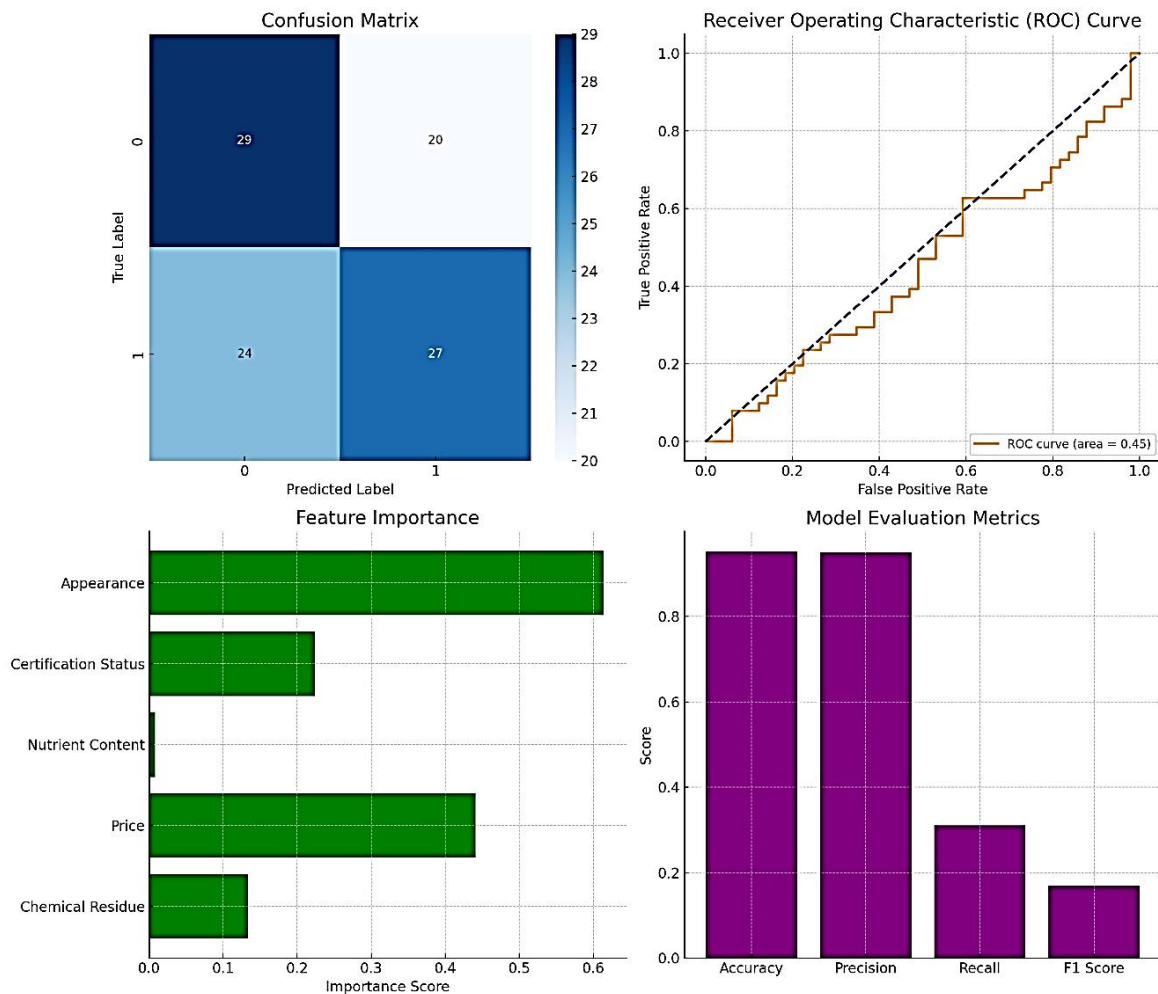 Confusion Matrix
29
20
24
27
0
1
True Label
0
1
Predicted Label
29
28
27
26
25
24
23
22
21
20
Receiver Operating Characteristic (ROC) Curve
1.0
0.8
0.6
0.4
0.2
0.0
True Positive Rate
ROC curve (area = 0.45)
0.0 0.2 0.4 0.6 0.8 1.0
False Positive Rate
Feature Importance
Appearance
Certification Status
Nutrient Content
Price
Chemical Residue
0.0 0.1 0.2 0.3 0.4 0.5 0.6
Importance Score
Model Evaluation Metrics
0.8
0.6
0.4
0.2
0.0
Score
Accuracy Precision Recall F1 Score